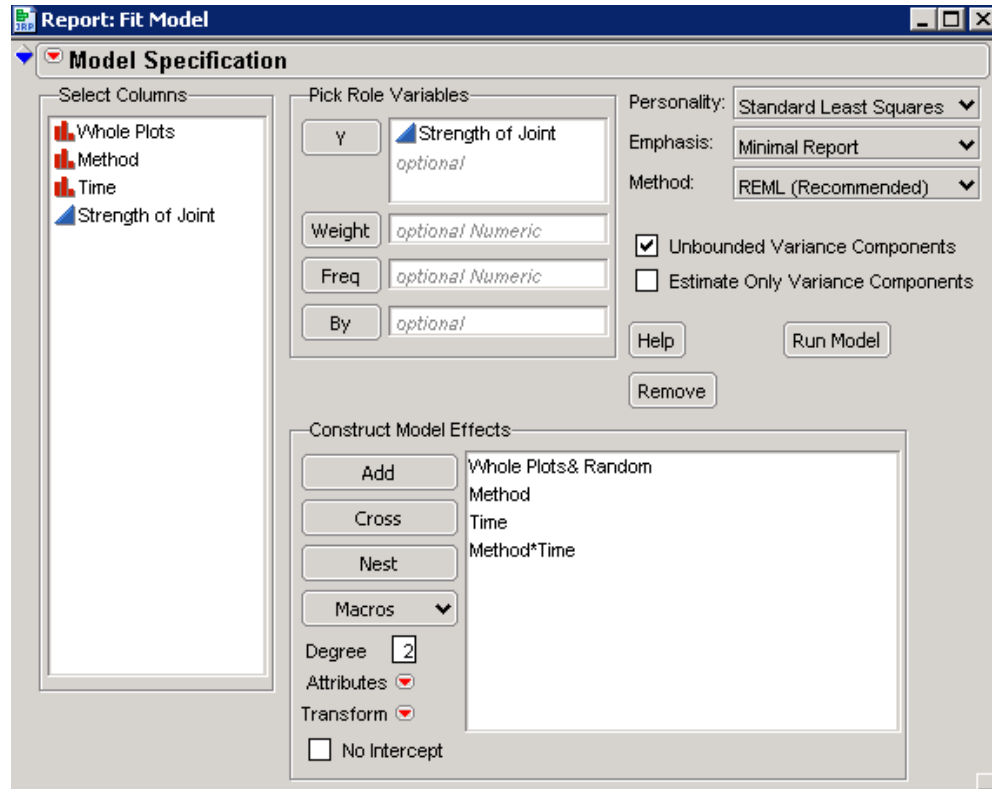 Report: Fit Model
Model Specification
Select Columns
Whole Plots
Method
Time
Strength of Joint
Pick Role Variables
Y
Strength of Joint
optional
Weight
optional Numeric
Freq
optional Numeric
By
optional
Personality:
Standard Least Squares
Emphasis:
Minimal Report
Method:
REML (Recommended)
Unbounded Variance Components
Estimate Only Variance Components
Help
Run Model
Remove
Construct Model Effects
Add
Cross
Nest
Macros
Degree 2
Attributes
Transform
No Intercept
Whole Plots& Random
Method
Time
Method*Time